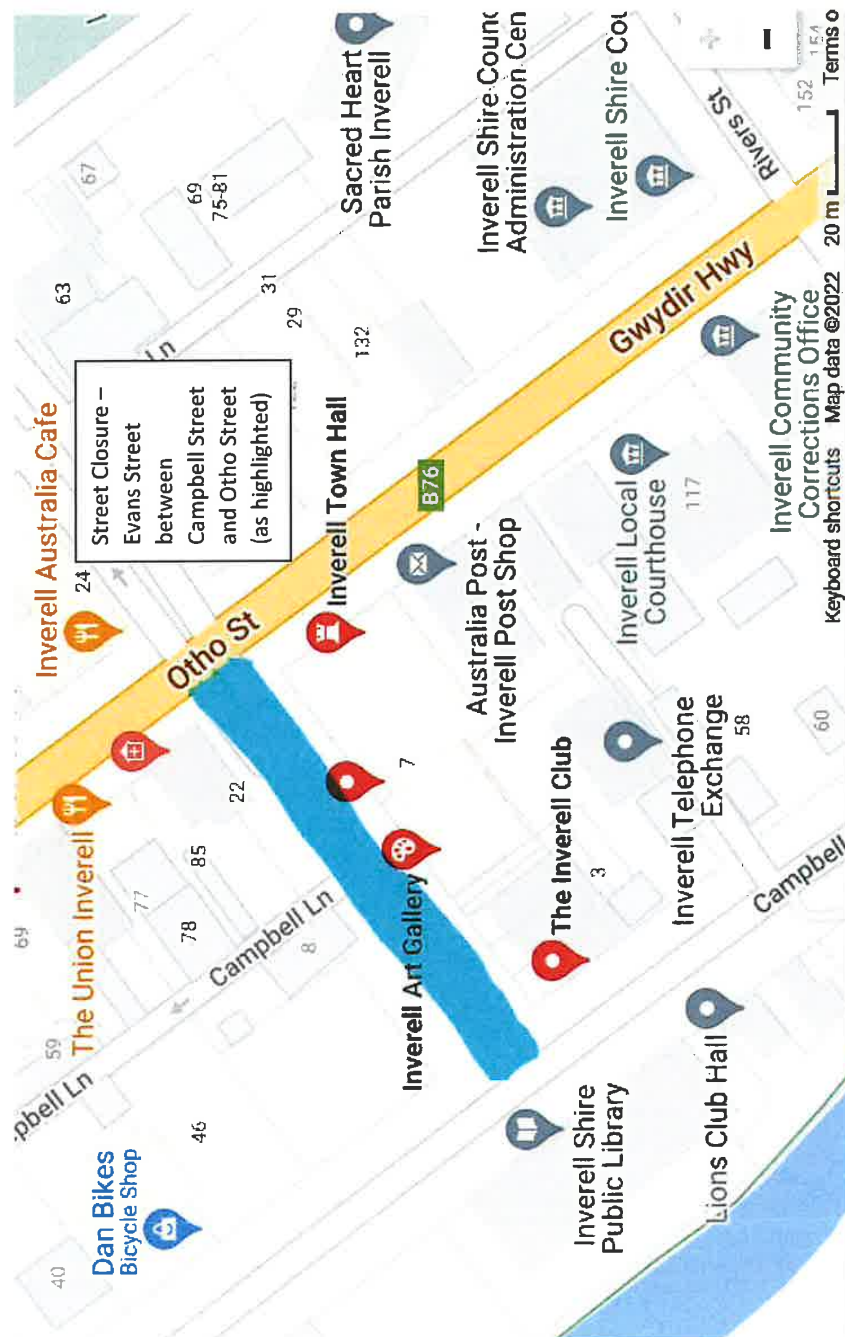 40
Dan Bikes
Bicycle Shop
46
59
pbell Ln
69
The Union Inverell
77
78
85
22
Campbell Ln
8
Inverell Australia Cafe
24
Street Closure –
Evans Street
between
Campbell Street
and Otho Street
(as highlighted)
Ln
63
67
69
75-81
31
29
132
Sacred Heart
Parish Inverell
Otho St
Inverell Town Hall
B76
Gwydir Hwy
Inverell Shire Counc
Administration Cen
Inverell Shire Cou
Rivers St
152
154
7
Inverell Art Gallery
Australia Post -
Inverell Post Shop
The Inverell Club
3
Inverell Local
Courthouse
117
Inverell Telephone
Exchange
58
60
Campbell
Inverell Community
Corrections Office
Inverell Shire
Public Library
Lions Club Hall
Keyboard shortcuts Map data ©2022 20 m Terms o